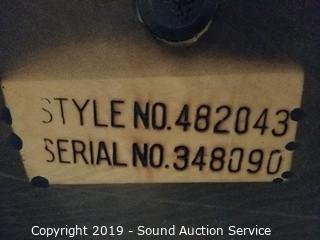 STYLE NO. 482043
SERIAL NO. 348090
Copyright 2019 - Sound Auction Service